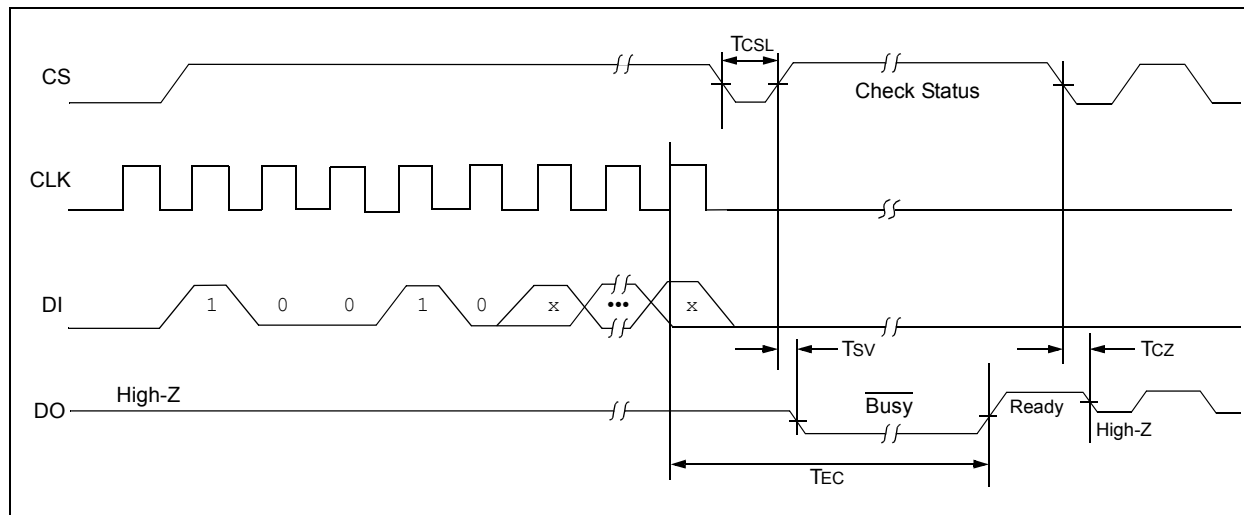 TCSL
CS
Check Status
CLK
DI 1 0 0 1 0 x ••• x
TSV
TCZ
High-Z
DO
Busy
Ready
High-Z
TEC